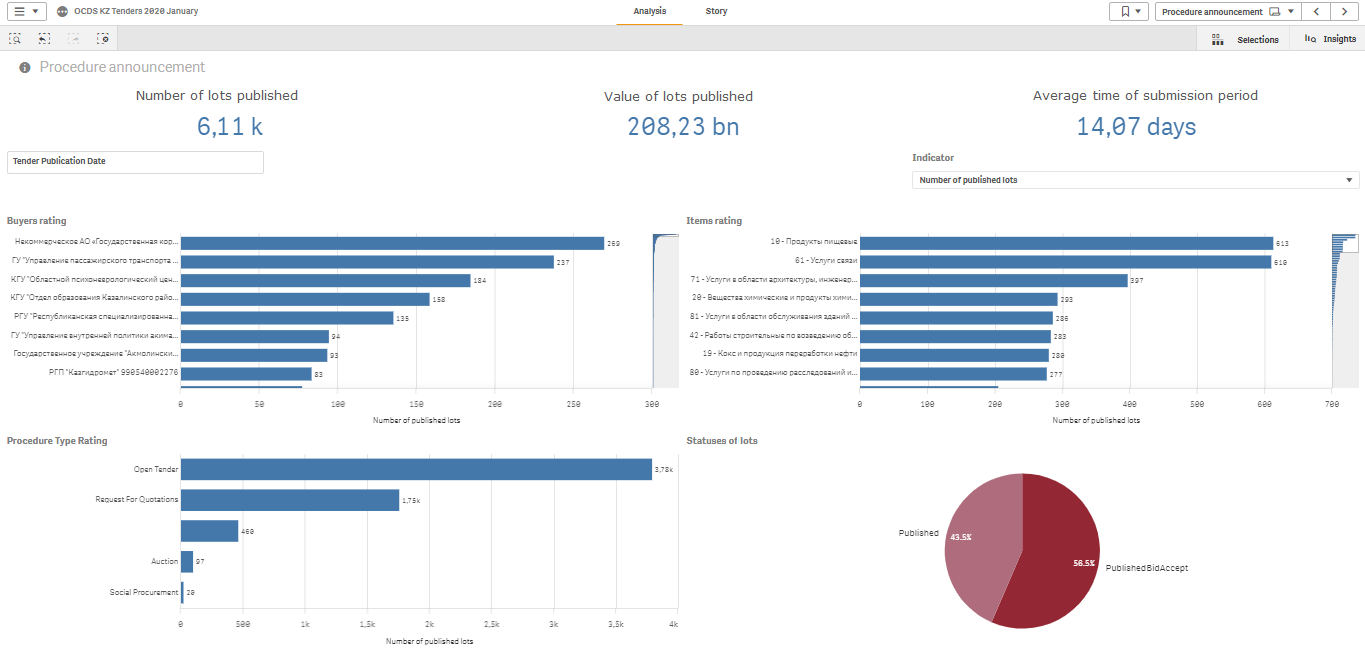 OCDS KZ Tenders 2020 January
Analysis
Story
Procedure announcement
Selections
Insights
Procedure announcement
Number of lots published
6,11 k
Value of lots published
208,23 bn
Average time of submission period
14,07 days
Tender Publication Date
Indicator
Number of published lots
Buyers rating
Некоммерческое АО «Государственная кор... 269
ГУ "Управление пассажирского транспорта ... 237
КГУ "Областной психоневрологический цен... 184
КГУ "Отдел образования Казалинского райо... 158
РГУ "Республиканская специализированна... 135
ГУ "Управление внутренней политики акима... 94
Государственное учреждение "Акмолински... 93
РГП "Казгидромет" 990540002276 83
0 50 100 150 200 250 300
Number of published lots
Items rating
10 - Продукты пищевые 613
61 - Услуги связи 610
71 - Услуги в области архитектуры, инженер... 397
20 - Вещества химические и продукты хими... 293
81 - Услуги в области обслуживания зданий ... 286
42 - Работы строительные по возведению об... 283
19 - Кокс и продукция переработки нефти 280
80 - Услуги по проведению расследований и... 277
0 100 200 300 400 500 600 700
Number of published lots
Procedure Type Rating
Open Tender 3,78k
Request For Quotations 1,75k
460
Auction 97
Social Procurement 20
0 500 1k 1,5k 2k 2,5k 3k 3,5k 4k
Number of published lots
Statuses of lots
Published 43.5%
56.5% PublishedBidAccept